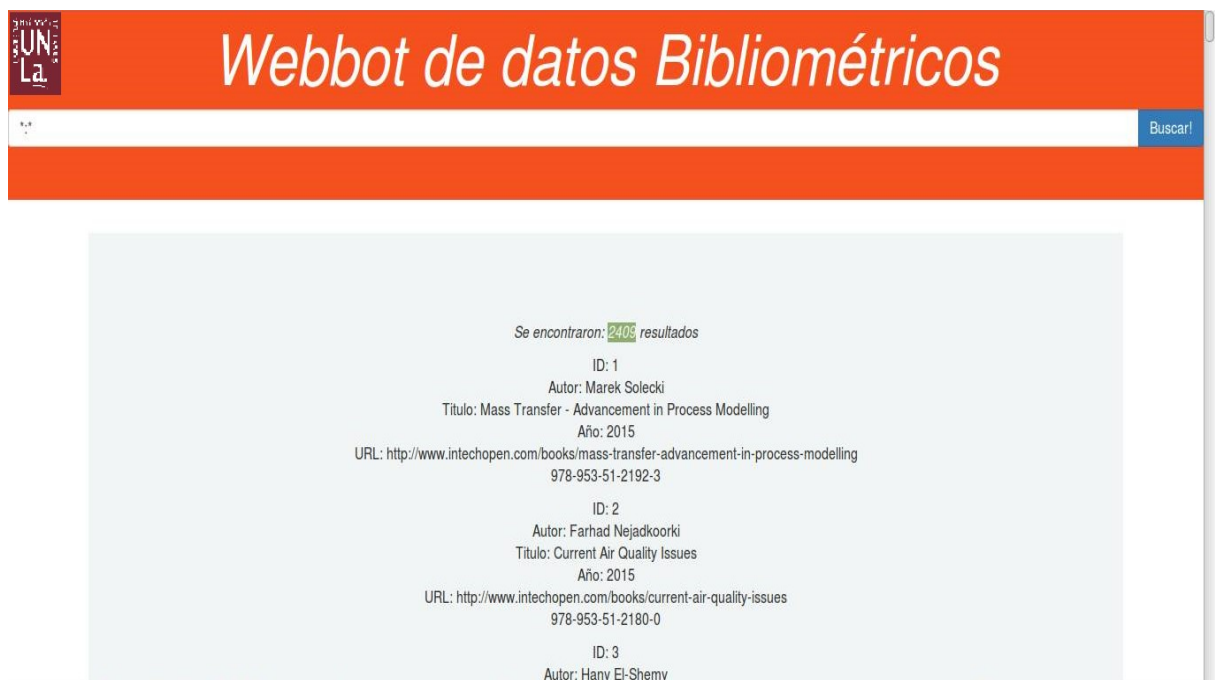 UN
La
Webbot de datos Bibliométricos
*:*
Buscar!
Se encontraron: 2409 resultados
ID: 1
Autor: Marek Solecki
Titulo: Mass Transfer - Advancement in Process Modelling
Año: 2015
URL: http://www.intechopen.com/books/mass-transfer-advancement-in-process-modelling
978-953-51-2192-3
ID: 2
Autor: Farhad Nejadkoorki
Titulo: Current Air Quality Issues
Año: 2015
URL: http://www.intechopen.com/books/current-air-quality-issues
978-953-51-2180-0
ID: 3
Autor: Hany El-Shemy